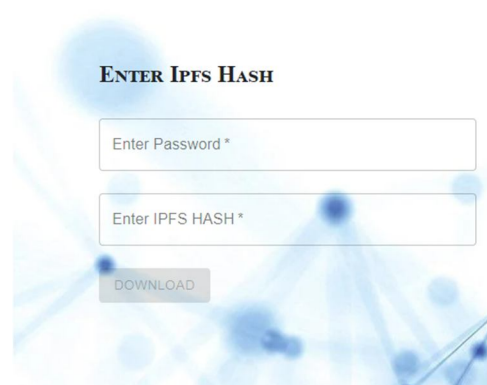 Enter Ipfs Hash
Enter Password *
Enter IPFS HASH *
DOWNLOAD